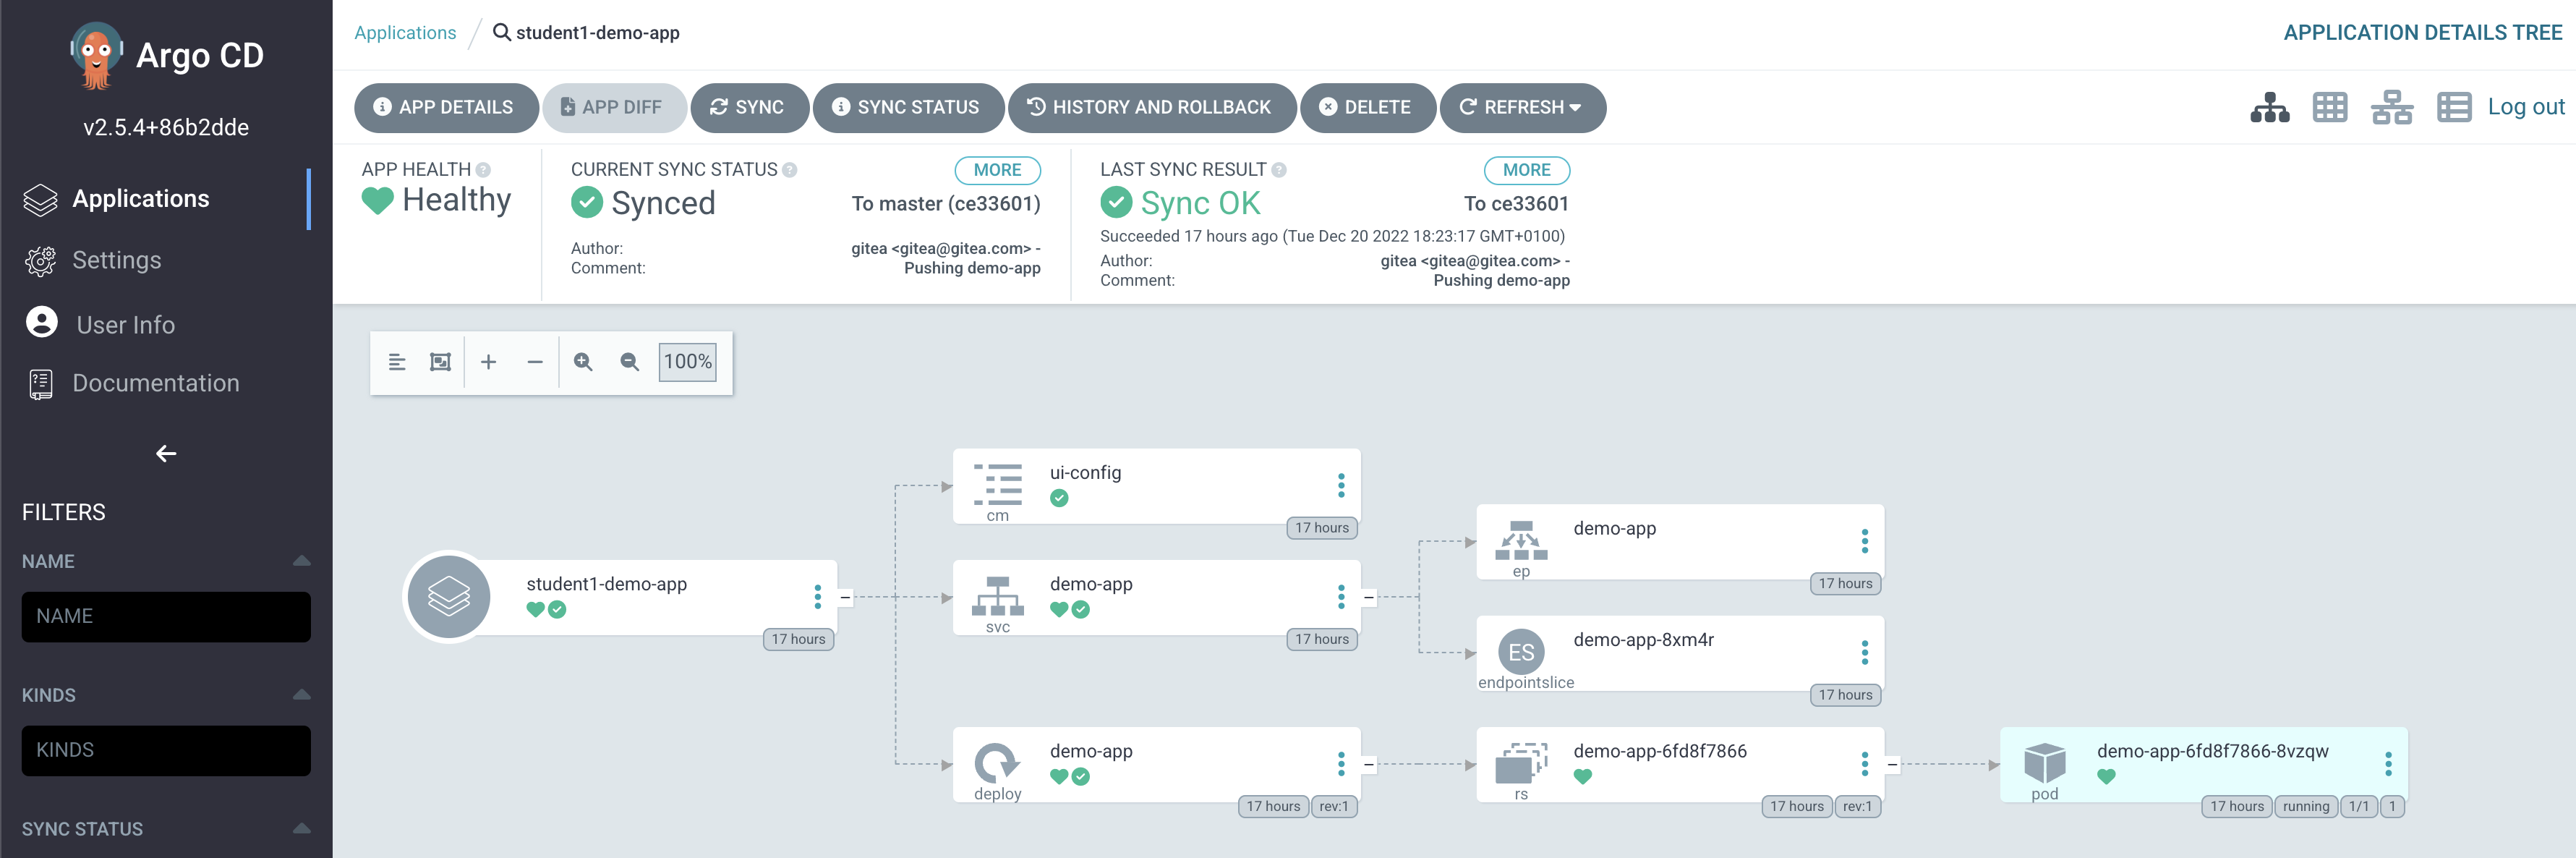 Argo CD
v2.5.4+86b2dde
Applications
Settings
User Info
Documentation
FILTERS
NAME
NAME
KINDS
KINDS
SYNC STATUS
Applications / student1-demo-app
APPLICATION DETAILS TREE
APP DETAILS APP DIFF SYNC SYNC STATUS HISTORY AND ROLLBACK DELETE REFRESH
Log out
APP HEALTH ?
Healthy
CURRENT SYNC STATUS ? MORE
Synced To master (ce33601)
Author: gitea <gitea@gitea.com> -
Comment: Pushing demo-app
LAST SYNC RESULT ? MORE
Sync OK To ce33601
Succeeded 17 hours ago (Tue Dec 20 2022 18:23:17 GMT+0100)
Author: gitea <gitea@gitea.com> -
Comment: Pushing demo-app
100%
student1-demo-app
17 hours
ui-config
cm
17 hours
demo-app
svc
17 hours
demo-app
deploy
17 hours rev:1
demo-app
ep
17 hours
ES
demo-app-8xm4r
endpointslice
17 hours
demo-app-6fd8f7866
rs
17 hours rev:1
demo-app-6fd8f7866-8vzqw
pod
17 hours running 1/1 1